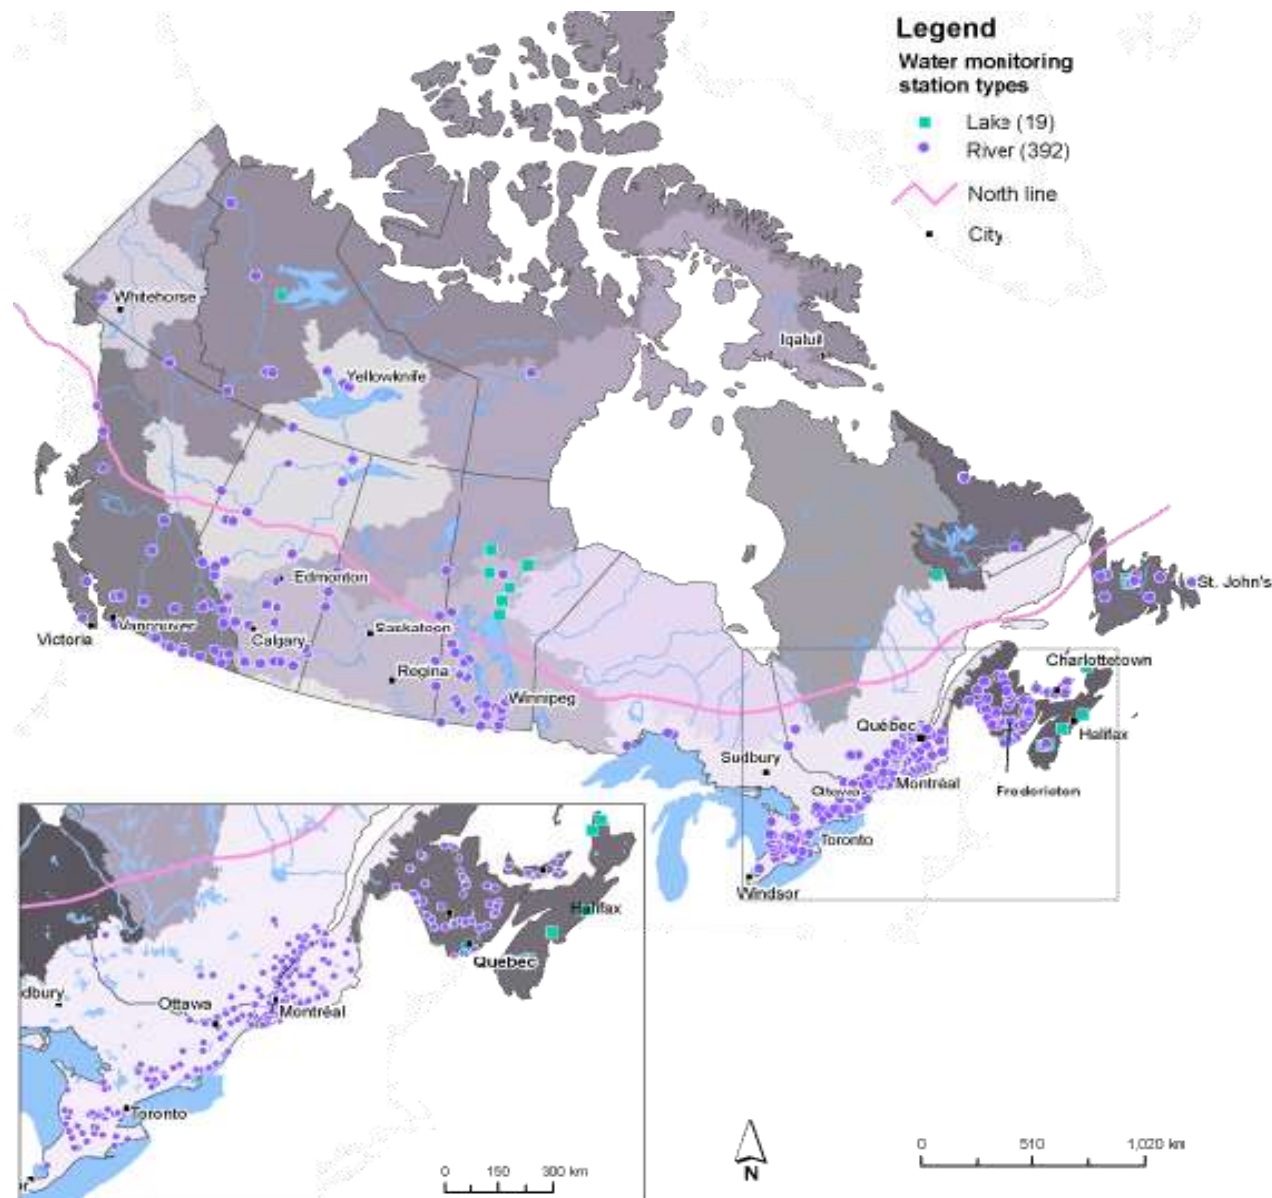 Legend
Water monitoring
station types
Lake (19)
River (392)
North line
City
Whitehorse
Iqaluit
Yellowknife
Edmonton
St. John's
Vancouver
Victoria
Calgary
Saskatoon
Regina
Winnipeg
Charlottetown
Québec
Halifax
Sudbury
Ottawa
Montréal
Fredericton
Toronto
Windsor
Halifax
Quebec
dbury
Ottawa
Montréal
Toronto
or
0 150 300 km
N
0 510 1,020 km